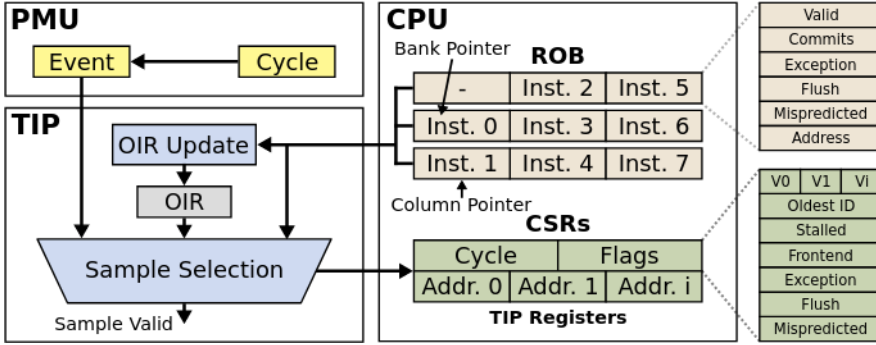 PMU
Event
Cycle
TIP
OIR Update
OIR
Sample Selection
Sample Valid
CPU
Bank Pointer
ROB
- Inst. 2 Inst. 5
Inst. 0 Inst. 3 Inst. 6
Inst. 1 Inst. 4 Inst. 7
Column Pointer
CSRs
Cycle Flags
Addr. 0 Addr. 1 Addr. i
TIP Registers
Valid
Commits
Exception
Flush
Mispredicted
Address
V0 V1 Vi
Oldest ID
Stalled
Frontend
Exception
Flush
Mispredicted